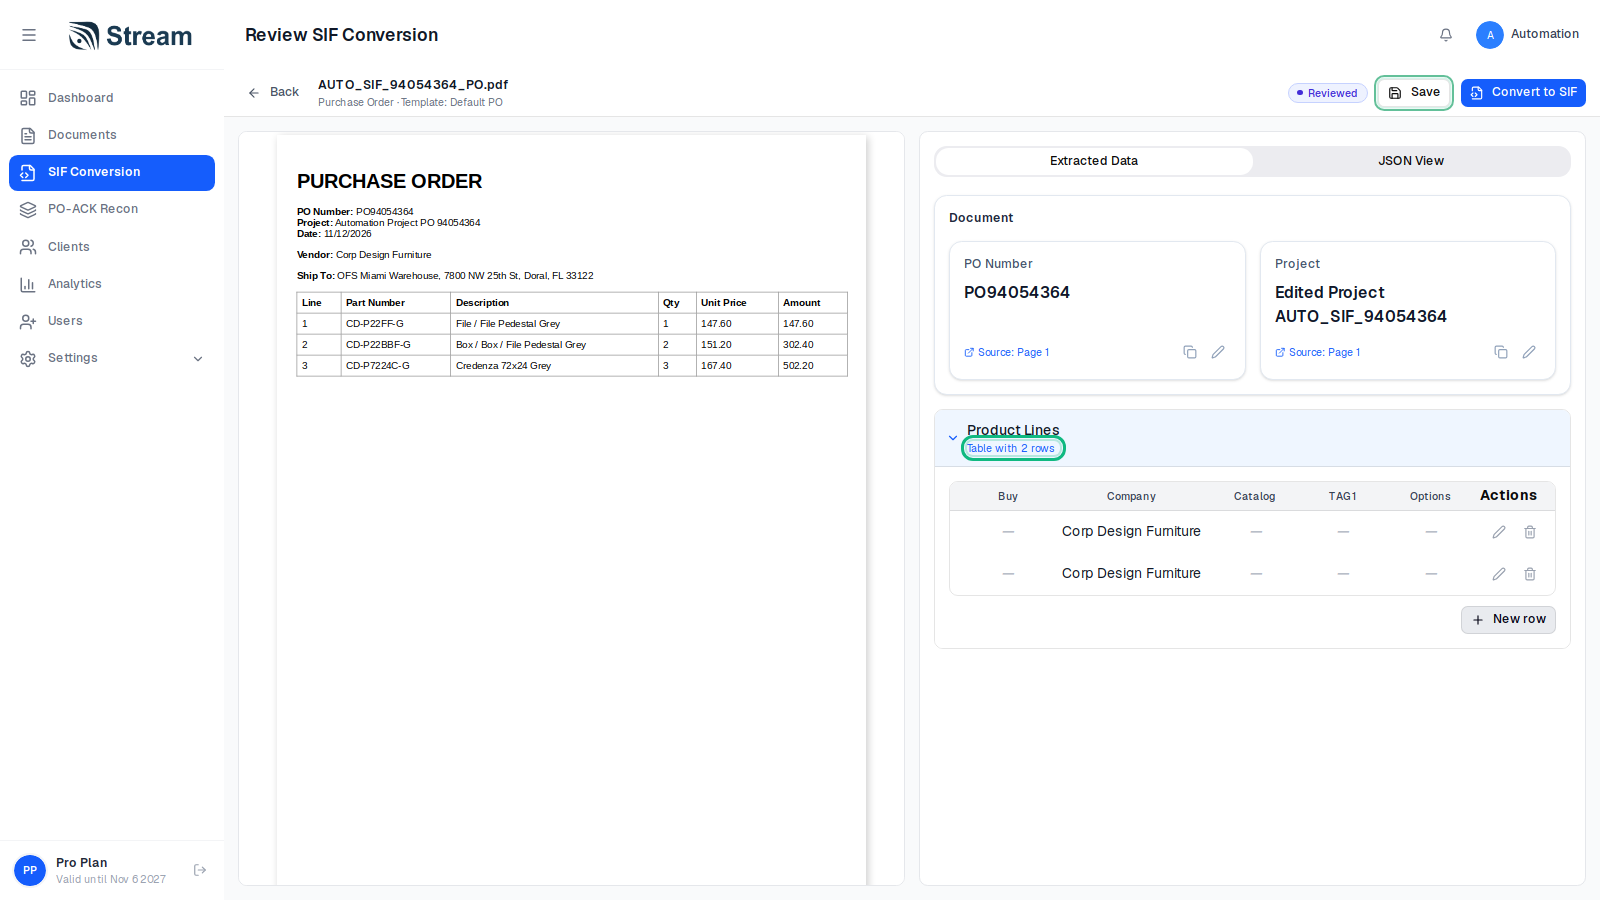 Stream
Review SIF Conversion
A
Automation
Dashboard
Documents
SIF Conversion
PO-ACK Recon
Clients
Analytics
Users
Settings
PP
Pro Plan
Valid until Nov 6 2027
Back
AUTO_SIF_94054364_PO.pdf
Purchase Order · Template: Default PO
Reviewed
Save
Convert to SIF
PURCHASE ORDER
PO Number: PO94054364
Project: Automation Project PO 94054364
Date: 11/12/2026
Vendor: Corp Design Furniture
Ship To: OFS Miami Warehouse, 7800 NW 25th St, Doral, FL 33122
Line Part Number Description Qty Unit Price Amount
1 CD-P22FF-G File / File Pedestal Grey 1 147.60 147.60
2 CD-P22BBF-G Box / Box / File Pedestal Grey 2 151.20 302.40
3 CD-P7224C-G Credenza 72x24 Grey 3 167.40 502.20
Extracted Data
JSON View
Document
PO Number
PO94054364
Source: Page 1
Project
Edited Project
AUTO_SIF_94054364
Source: Page 1
Product Lines
Table with 2 rows
Buy Company Catalog TAG1 Options Actions
— Corp Design Furniture — — —
— Corp Design Furniture — — —
New row